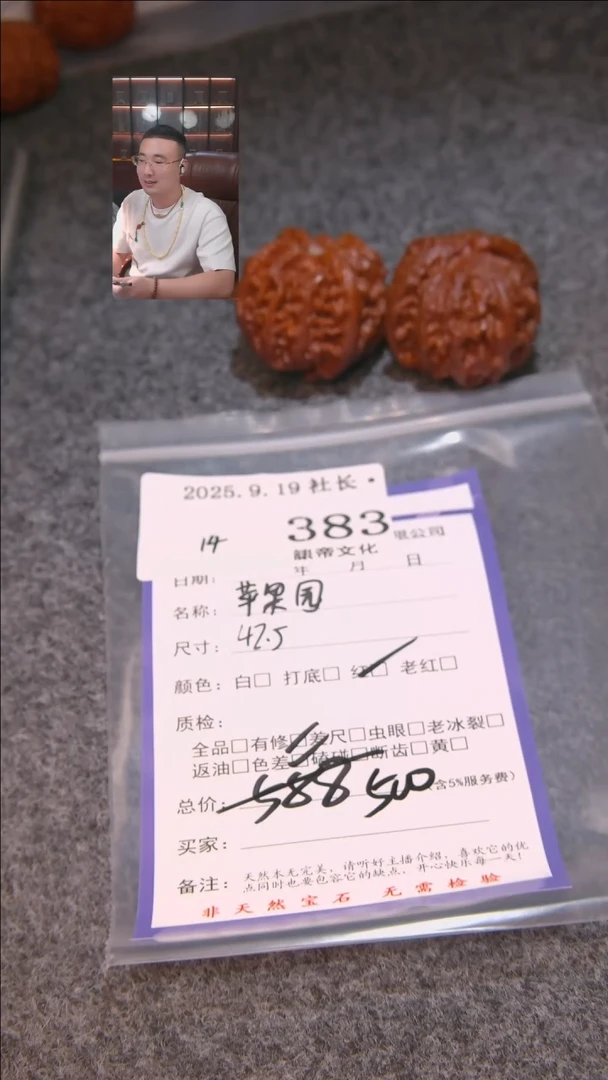 2025.9.19 社长·
14
383
限公司
帝文化
年 月 日
日期:
名称: 苹果园
尺寸: 42.5
颜色: 白□ 打底□ 红□ 老红□
质检:
全品□有修□差尺□虫眼□老冰裂□
返油□色差□磕碰□断齿□黄□
总价: 588 500 (含5%服务费)
买家:
备注: 天然木无完美,请听好主播介绍,喜欢它的优
点同时也要包容它的缺点,开心快乐每一天!
非天然宝石 无需检验